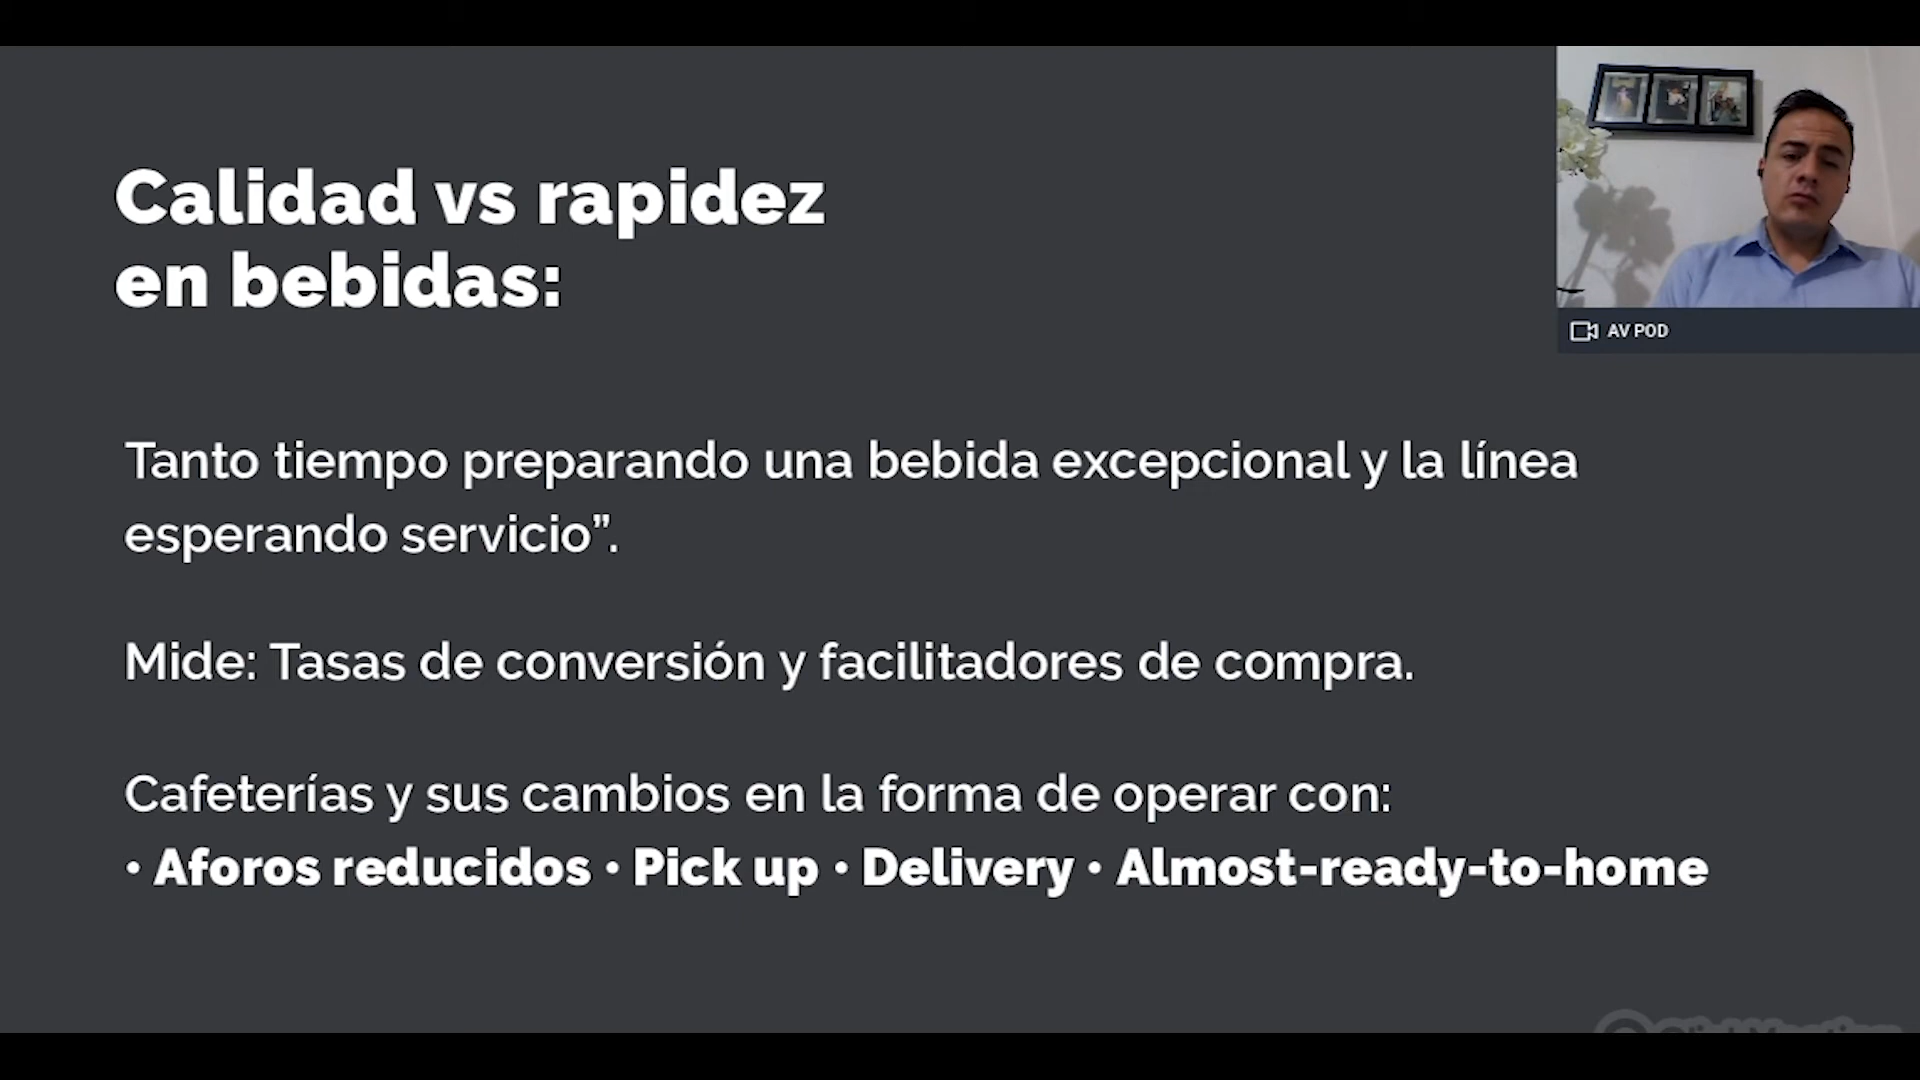 Calidad vs rapidez
en bebidas:
AV POD
Tanto tiempo preparando una bebida excepcional y la línea
esperando servicio”.
Mide: Tasas de conversión y facilitadores de compra.
Cafeterías y sus cambios en la forma de operar con:
• Aforos reducidos • Pick up • Delivery • Almost-ready-to-home